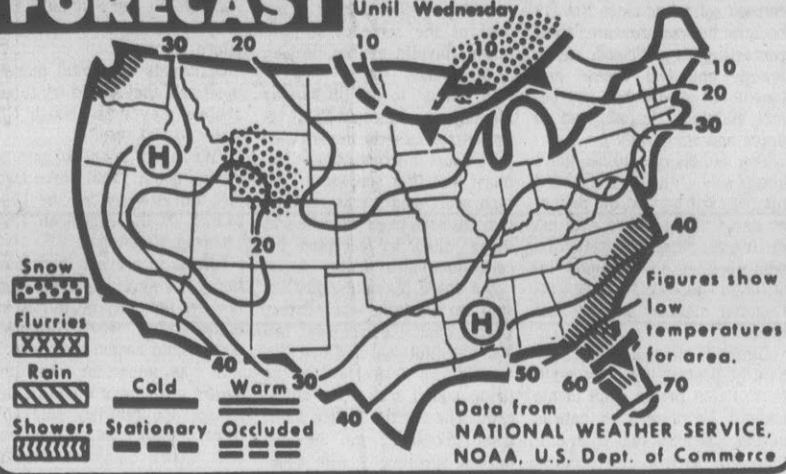 FORECAST
Until Wednesday
30 20 10 10
10
20
30
H
20
40
Snow
Flurries
Rain
Showers
Cold
Warm
Stationary
Occluded
H
40 30 40 50 60 70
Figures show
low
temperatures
for area.
Data from
NATIONAL WEATHER SERVICE,
NOAA, U.S. Dept. of Commerce